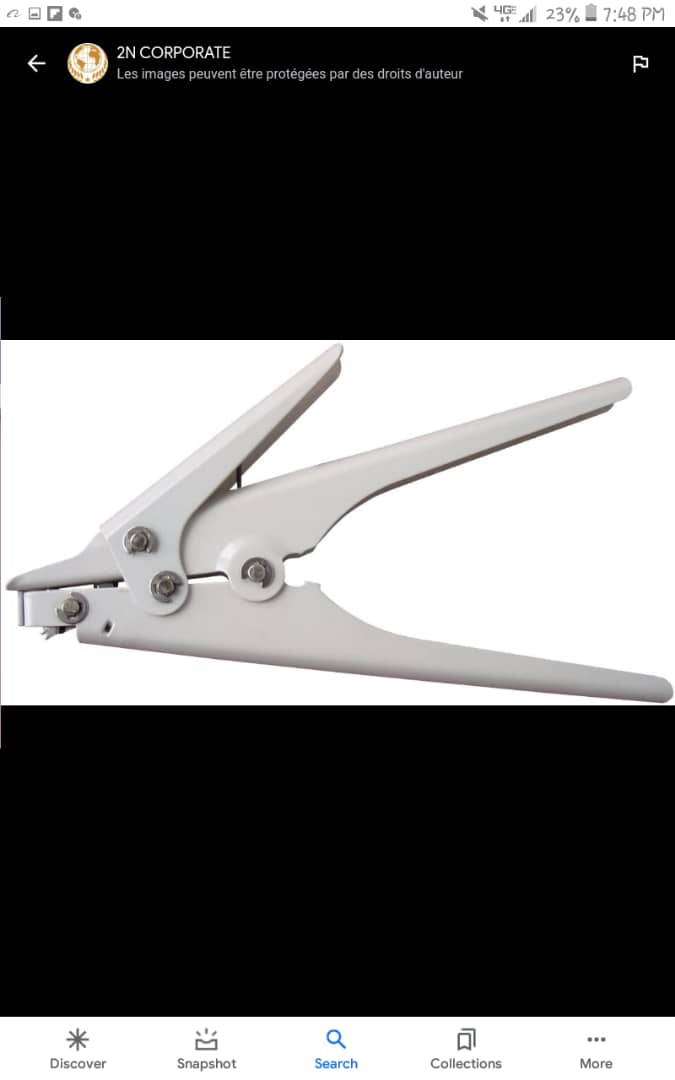 4GE 23% 7:48 PM
2N CORPORATE
Les images peuvent être protégées par des droits d'auteur
Discover Snapshot Search Collections More